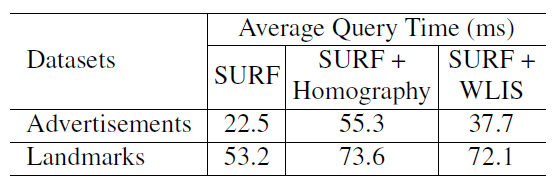 Datasets
Average Query Time (ms)
SURF
SURF +
Homography
SURF +
WLIS
Advertisements 22.5 55.3 37.7
Landmarks 53.2 73.6 72.1